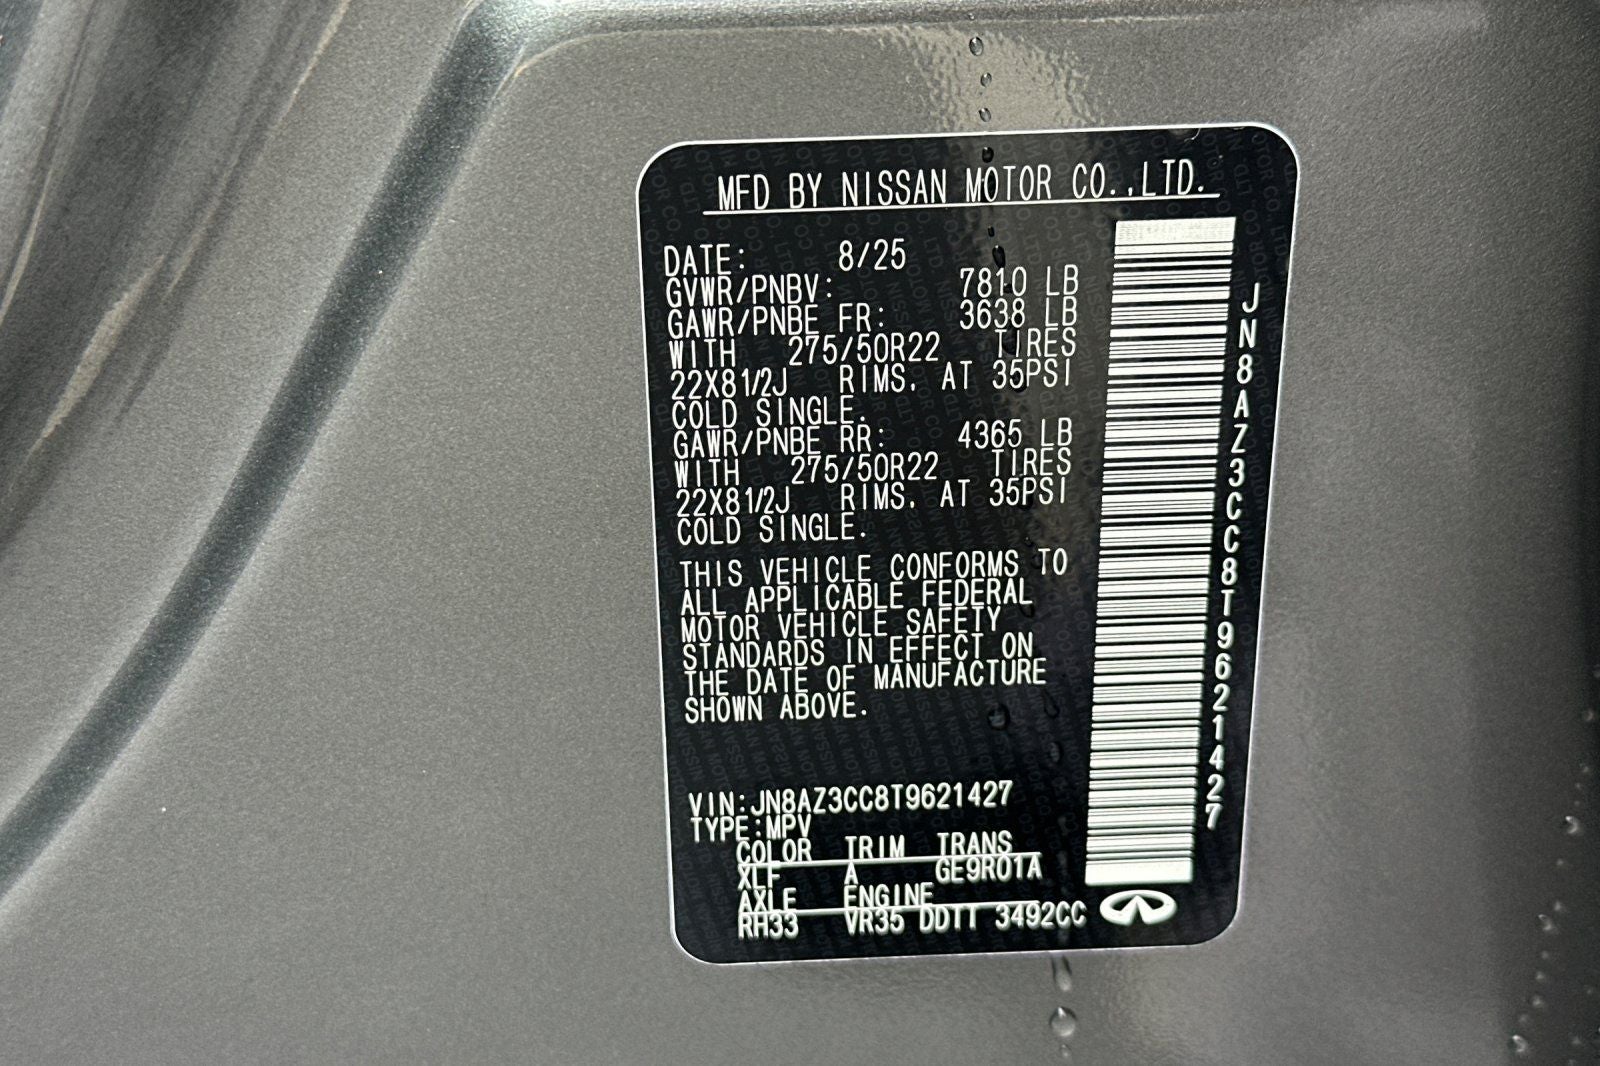 MFD BY NISSAN MOTOR CO.,LTD.
DATE: 8/25
GVWR/PNBV: 7810 LB
GAWR/PNBE FR: 3638 LB
WITH 275/50R22 TIRES
22X81/2J RIMS. AT 35PSI
COLD SINGLE.
GAWR/PNBE RR: 4365 LB
WITH 275/50R22 TIRES
22X81/2J RIMS. AT 35PSI
COLD SINGLE.
THIS VEHICLE CONFORMS TO
ALL APPLICABLE FEDERAL
MOTOR VEHICLE SAFETY
STANDARDS IN EFFECT ON
THE DATE OF MANUFACTURE
SHOWN ABOVE.
VIN:JN8AZ3CC8T9621427
TYPE:MPV
COLOR TRIM TRANS
XLF A GE9R01A
AXLE ENGINE
RH33 VR35 DDTT 3492CC
JN8AZ3CC8T9621427